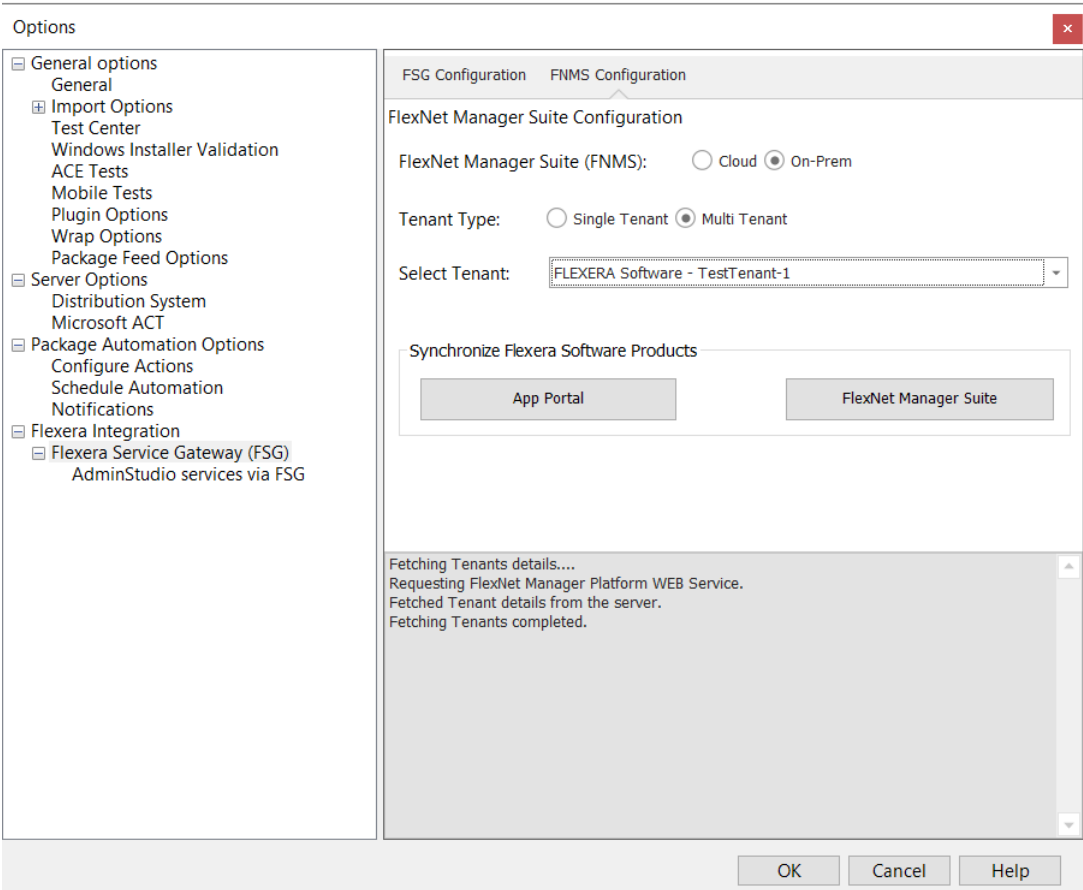 Options
General options
General
Import Options
Test Center
Windows Installer Validation
ACE Tests
Mobile Tests
Plugin Options
Wrap Options
Package Feed Options
Server Options
Distribution System
Microsoft ACT
Package Automation Options
Configure Actions
Schedule Automation
Notifications
Flexera Integration
Flexera Service Gateway (FSG)
AdminStudio services via FSG
FSG Configuration FNMS Configuration
FlexNet Manager Suite Configuration
FlexNet Manager Suite (FNMS): Cloud On-Prem
Tenant Type: Single Tenant Multi Tenant
Select Tenant: FLEXERA Software - TestTenant-1
Synchronize Flexera Software Products
App Portal FlexNet Manager Suite
Fetching Tenants details....
Requesting FlexNet Manager Platform WEB Service.
Fetched Tenant details from the server.
Fetching Tenants completed.
OK Cancel Help